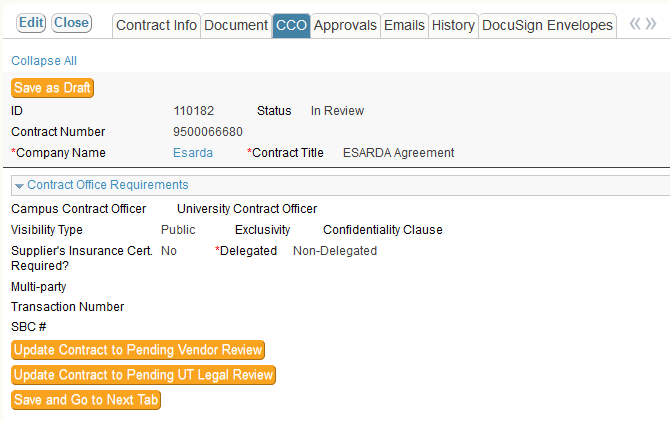 Edit Close Contract Info Document CCO Approvals Emails History DocuSign Envelopes « »
Collapse All
Save as Draft
ID 110182 Status In Review
Contract Number 9500066680
*Company Name Esarda *Contract Title ESARDA Agreement
Contract Office Requirements
Campus Contract Officer University Contract Officer
Visibility Type Public Exclusivity Confidentiality Clause
Supplier's Insurance Cert. No *Delegated Non-Delegated
Required?
Multi-party
Transaction Number
SBC #
Update Contract to Pending Vendor Review
Update Contract to Pending UT Legal Review
Save and Go to Next Tab